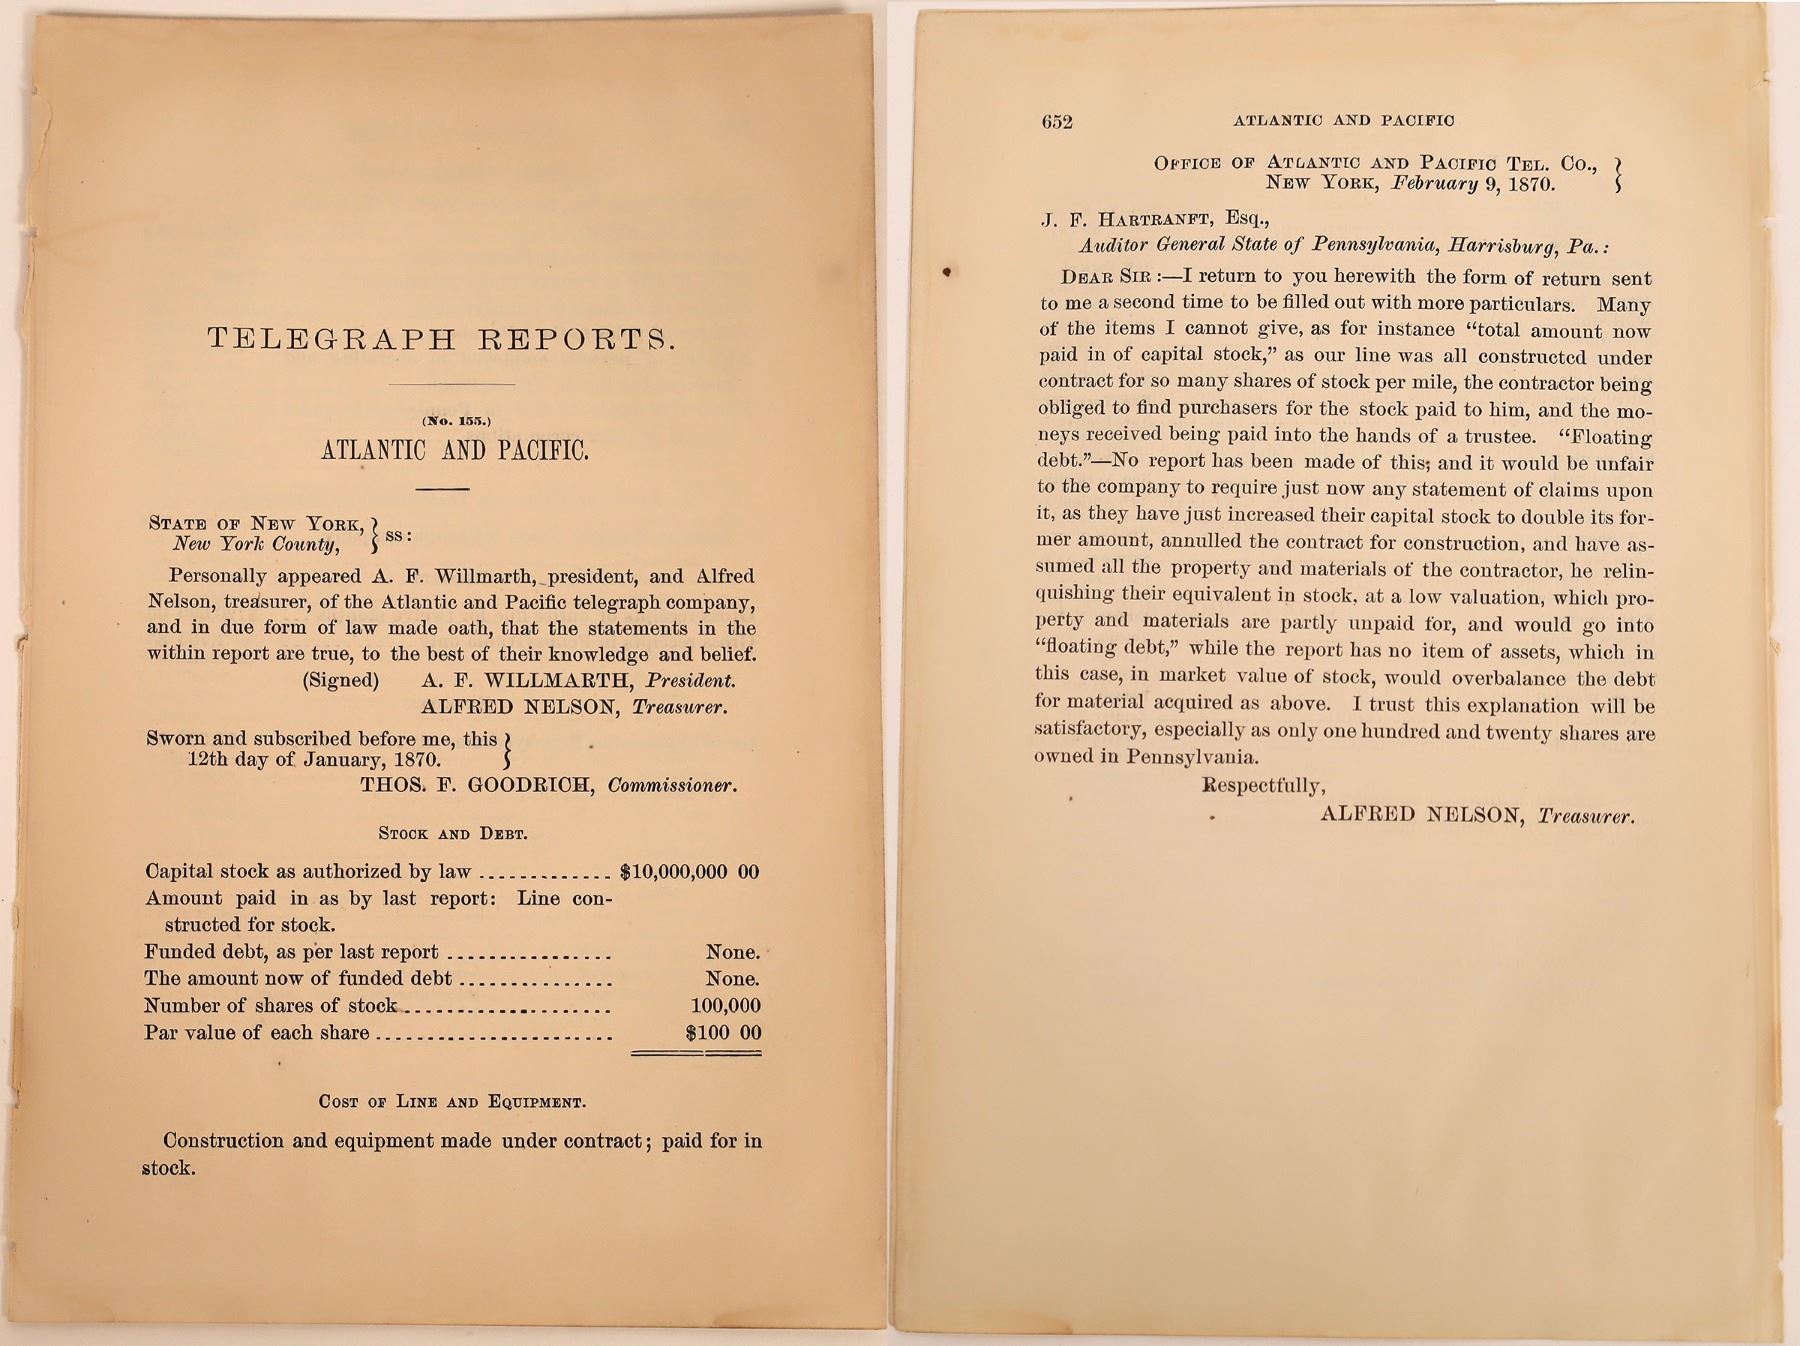 TELEGRAPH REPORTS.
(No. 155.)
ATLANTIC AND PACIFIC.
STATE OF NEW YORK, } ss:
New York County,
Personally appeared A. F. Willmarth, president, and Alfred
Nelson, treasurer, of the Atlantic and Pacific telegraph company,
and in due form of law made oath, that the statements in the
within report are true, to the best of their knowledge and belief.
(Signed) A. F. WILLMARTH, President.
ALFRED NELSON, Treasurer.
Sworn and subscribed before me, this }
12th day of January, 1870.
THOS. F. GOODRICH, Commissioner.
STOCK AND DEBT.
Capital stock as authorized by law ............. $10,000,000 00
Amount paid in as by last report: Line con-
structed for stock.
Funded debt, as per last report ................ None.
The amount now of funded debt ............... None.
Number of shares of stock.................... 100,000
Par value of each share ....................... $100 00
COST OF LINE AND EQUIPMENT.
Construction and equipment made under contract; paid for in
stock.
652 ATLANTIC AND PACIFIC
OFFICE OF ATLANTIC AND PACIFIC TEL. CO., }
NEW YORK, February 9, 1870.
J. F. HARTRANFT, Esq.,
Auditor General State of Pennsylvania, Harrisburg, Pa.:
DEAR SIR:—I return to you herewith the form of return sent
to me a second time to be filled out with more particulars. Many
of the items I cannot give, as for instance “total amount now
paid in of capital stock,” as our line was all constructed under
contract for so many shares of stock per mile, the contractor being
obliged to find purchasers for the stock paid to him, and the mo-
neys received being paid into the hands of a trustee. “Floating
debt.”—No report has been made of this; and it would be unfair
to the company to require just now any statement of claims upon
it, as they have just increased their capital stock to double its for-
mer amount, annulled the contract for construction, and have as-
sumed all the property and materials of the contractor, he relin-
quishing their equivalent in stock, at a low valuation, which pro-
perty and materials are partly unpaid for, and would go into
“floating debt,” while the report has no item of assets, which in
this case, in market value of stock, would overbalance the debt
for material acquired as above. I trust this explanation will be
satisfactory, especially as only one hundred and twenty shares are
owned in Pennsylvania.
Respectfully,
ALFRED NELSON, Treasurer.